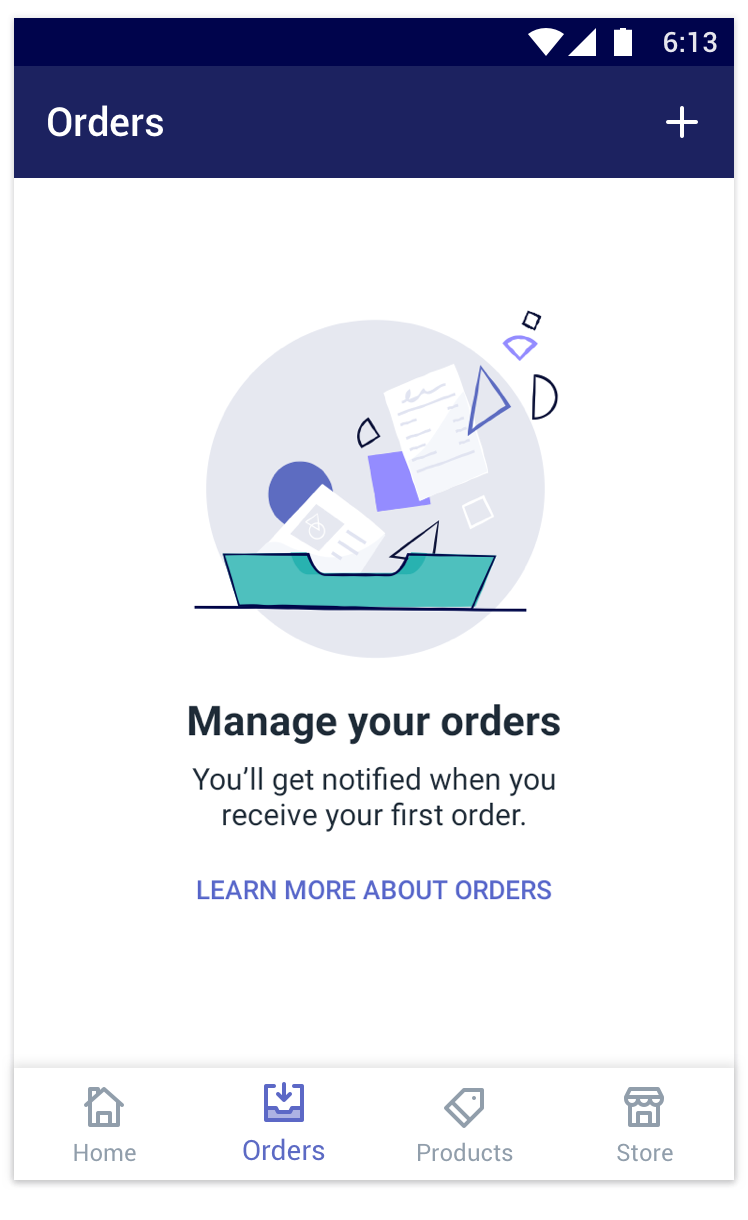 6:13
Orders
Manage your orders
You’ll get notified when you
receive your first order.
LEARN MORE ABOUT ORDERS
Home
Orders
Products
Store